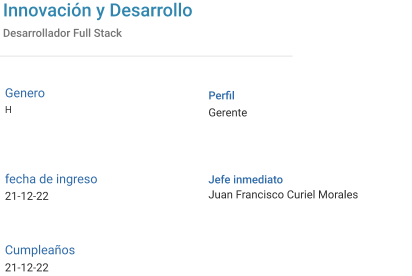 Innovación y Desarrollo
Desarrollador Full Stack
Genero
H
Perfil
Gerente
fecha de ingreso
21-12-22
Jefe inmediato
Juan Francisco Curiel Morales
Cumpleaños
21-12-22